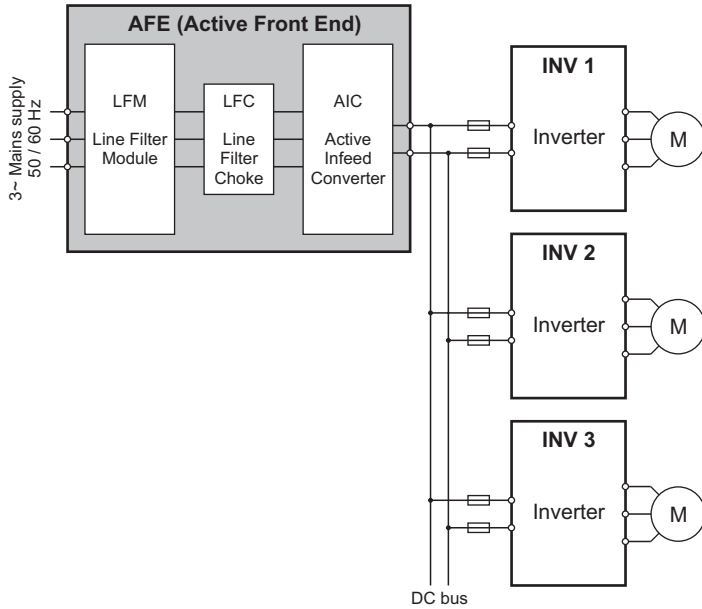 AFE (Active Front End)
3~ Mains supply
50 / 60 Hz
LFM
Line Filter
Module
LFC
Line
Filter
Choke
AIC
Active
Infeed
Converter
INV 1
Inverter
M
INV 2
Inverter
M
INV 3
Inverter
M
DC bus